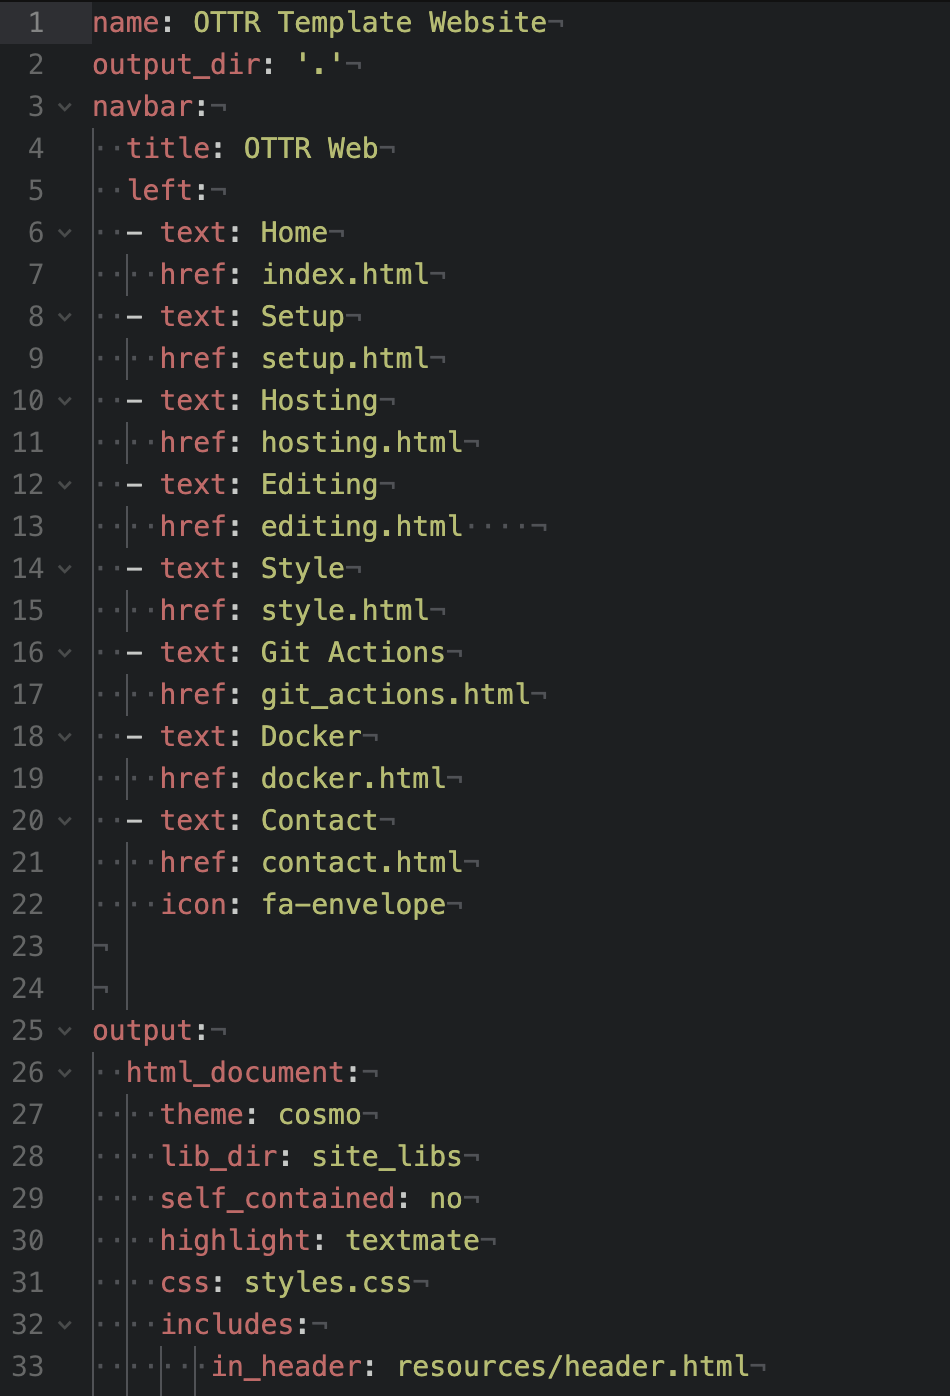 1 name: OTTR Template Website¬
2 output_dir: '.'¬
3 navbar:¬
4 ··title: OTTR Web¬
5 ··left:¬
6 ··- text: Home¬
7 ····href: index.html¬
8 ··- text: Setup¬
9 ····href: setup.html¬
10 ··- text: Hosting¬
11 ····href: hosting.html¬
12 ··- text: Editing¬
13 ····href: editing.html····¬
14 ··- text: Style¬
15 ····href: style.html¬
16 ··- text: Git Actions¬
17 ····href: git_actions.html¬
18 ··- text: Docker¬
19 ····href: docker.html¬
20 ··- text: Contact¬
21 ····href: contact.html¬
22 ····icon: fa-envelope¬
23 ¬
24 ¬
25 output:¬
26 ··html_document:¬
27 ····theme: cosmo¬
28 ····lib_dir: site_libs¬
29 ····self_contained: no¬
30 ····highlight: textmate¬
31 ····css: styles.css¬
32 ····includes:¬
33 ·······in_header: resources/header.html¬